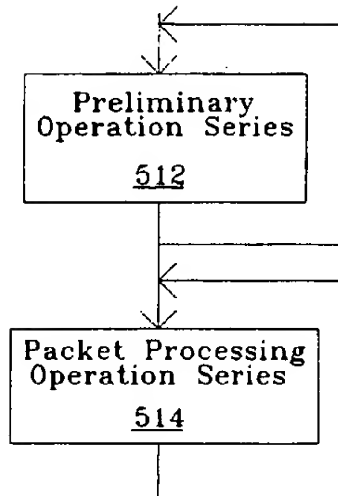 Preliminary
Operation Series
512
Packet Processing
Operation Series
514